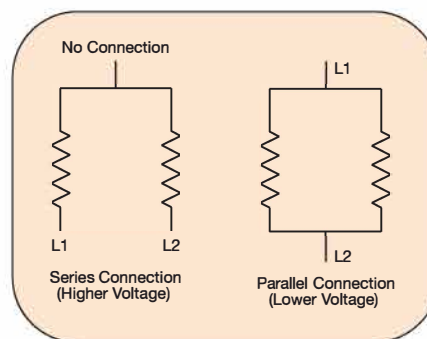 No Connection
L1
L1
L2
L2
Series Connection
(Higher Voltage)
Parallel Connection
(Lower Voltage)